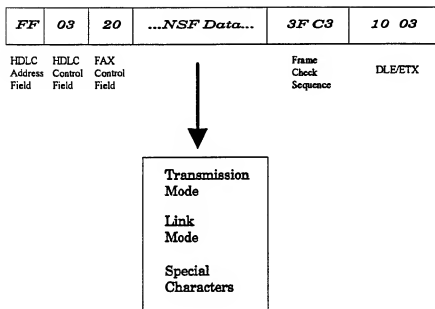 FF 03 20 ...NSF Data... 3F C3 10 03
HDLC Address Field
HDLC Control Field
FAX Control Field
Frame Check Sequence
DLE/ETX
Transmission
Mode
Link
Mode
Special
Characters